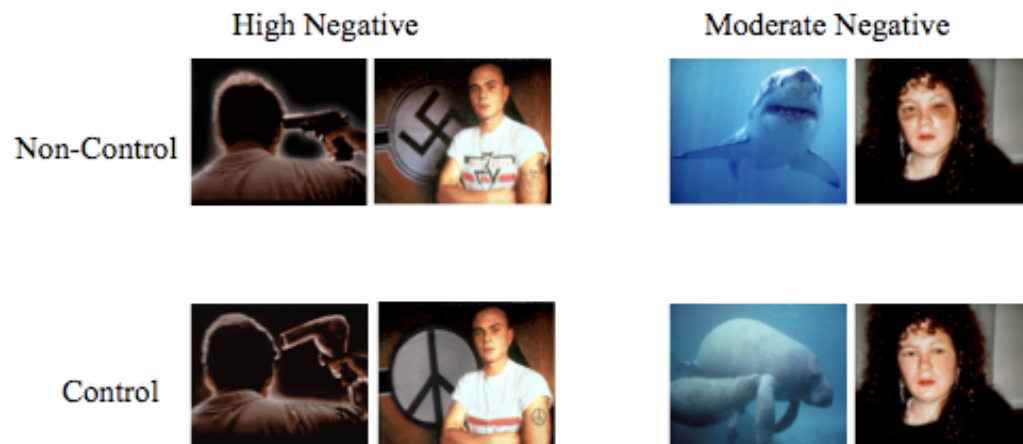 High Negative
Moderate Negative
Non-Control
Control